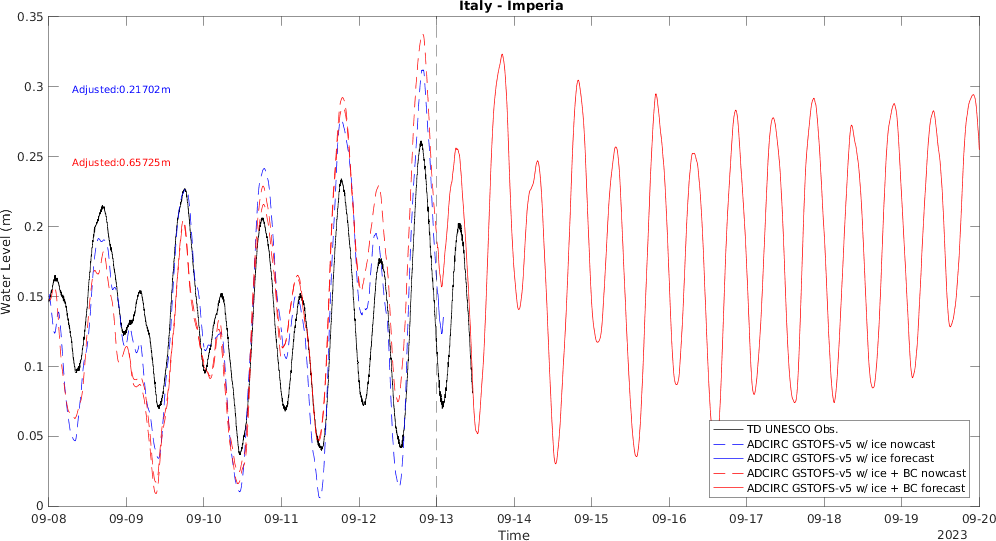 Italy - Imperia
0.35
0.3
0.25
0.2
0.15
0.1
0.05
0
Water Level (m)
Adjusted:0.21702m
Adjusted:0.65725m
TD UNESCO Obs.
ADCIRC GSTOFS-v5 w/ ice nowcast
ADCIRC GSTOFS-v5 w/ ice forecast
ADCIRC GSTOFS-v5 w/ ice + BC nowcast
ADCIRC GSTOFS-v5 w/ ice + BC forecast
09-08 09-09 09-10 09-11 09-12 09-13 09-14 09-15 09-16 09-17 09-18 09-19 09-20
Time
2023